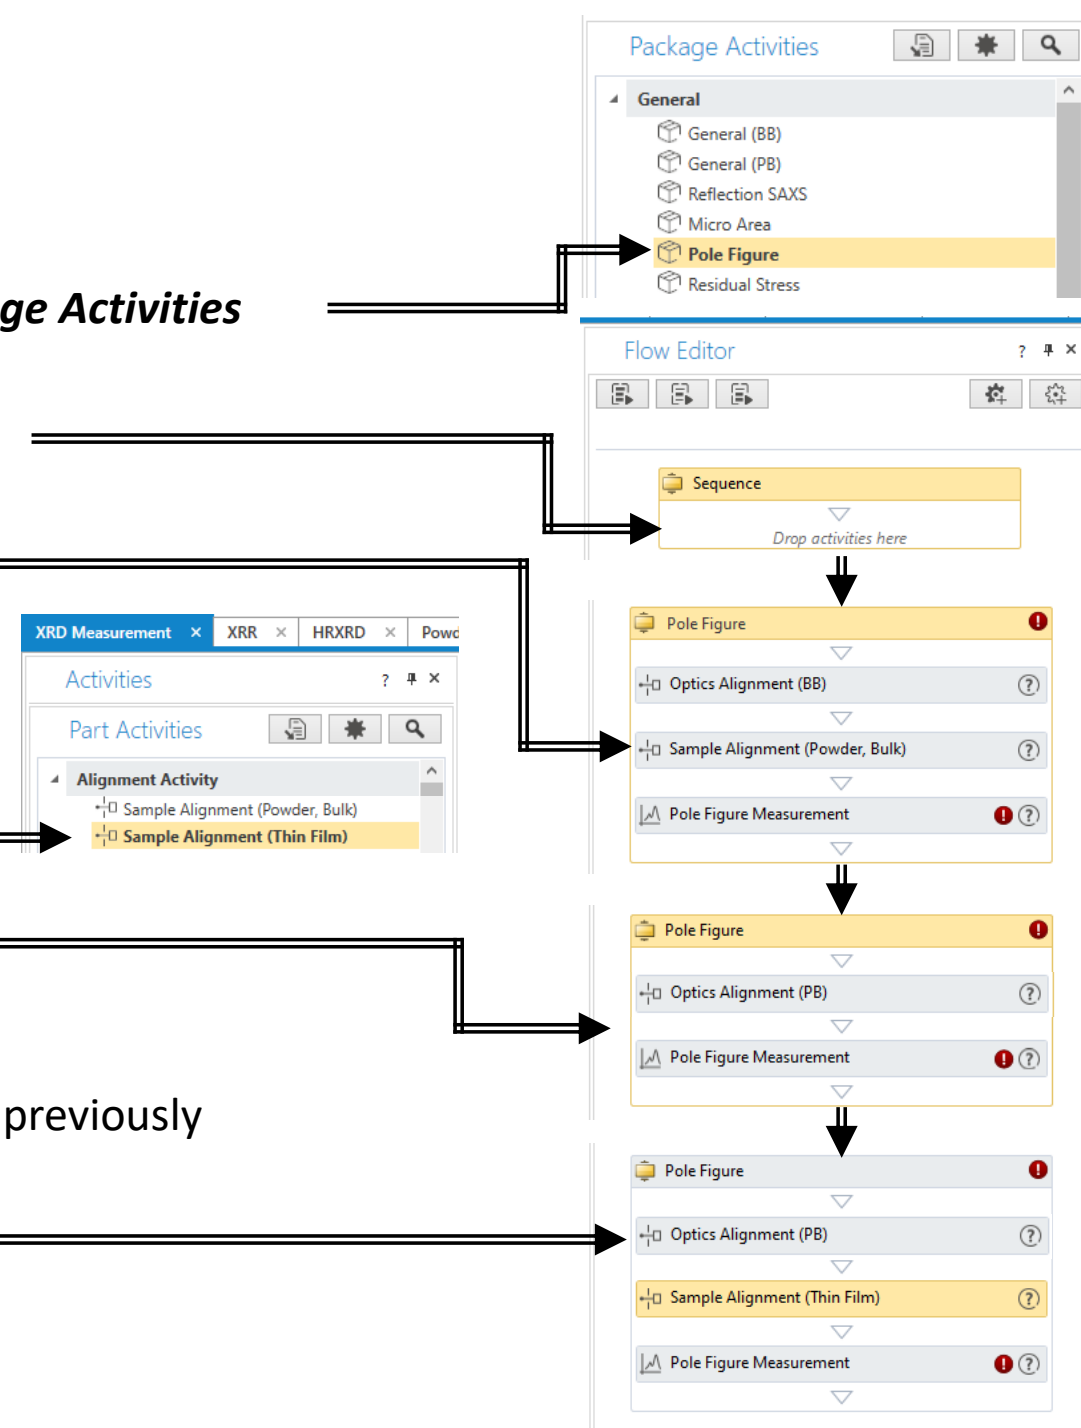 Package Activities
General
General (BB)
General (PB)
Reflection SAXS
Micro Area
Pole Figure
Residual Stress
ge Activities
Flow Editor
?
Sequence
Drop activities here
Pole Figure
Optics Alignment (BB)
Sample Alignment (Powder, Bulk)
Pole Figure Measurement
XRD Measurement × XRR × HRXRD × Powd
Activities ?
Part Activities
Alignment Activity
Sample Alignment (Powder, Bulk)
Sample Alignment (Thin Film)
Pole Figure
Optics Alignment (PB)
Pole Figure Measurement
previously
Pole Figure
Optics Alignment (PB)
Sample Alignment (Thin Film)
Pole Figure Measurement